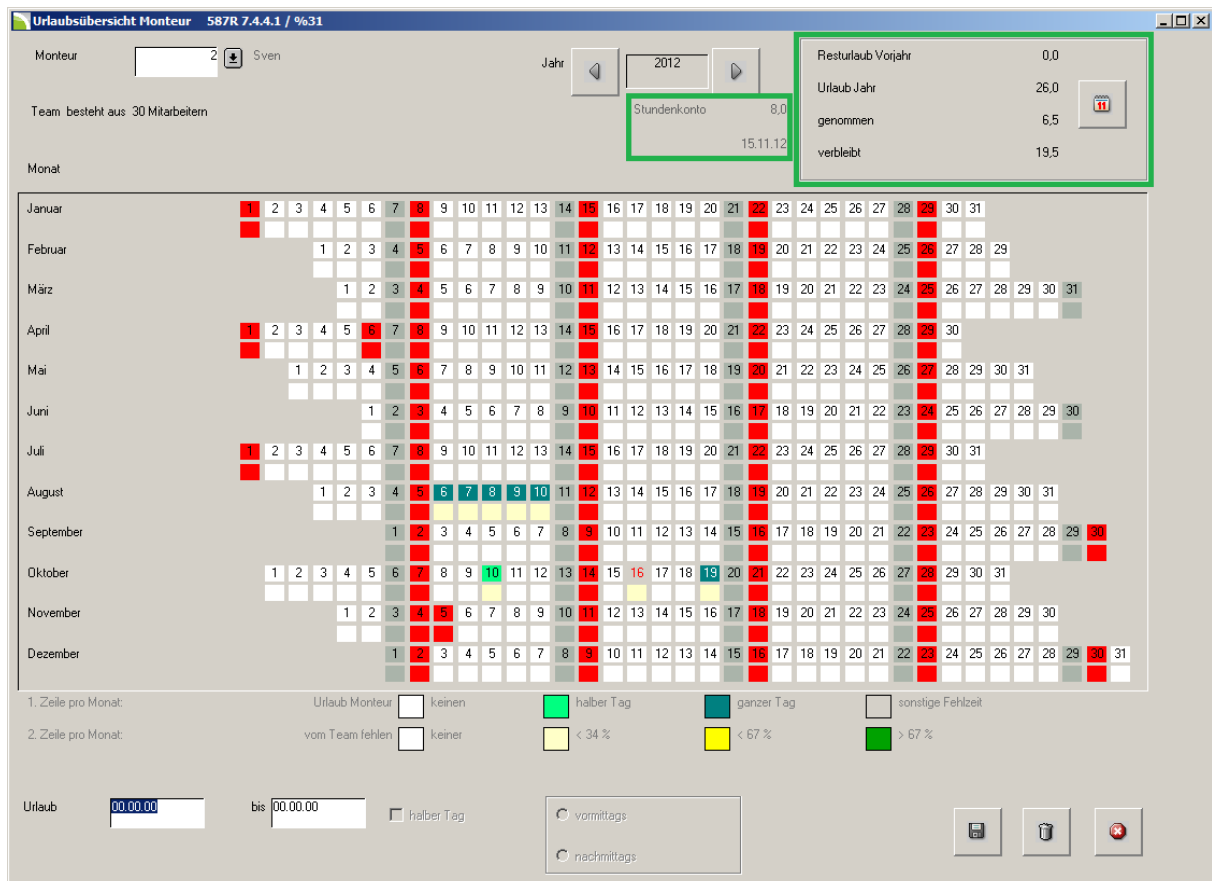 Urlaubsübersicht Monteur 587R 7.4.4.1 / %31
Monteur 2 Sven Jahr 2012
Resturlaub Vorjahr 0,0
Urlaub Jahr 26,0
11
genommen 6,5
verbleibt 19,5
Team besteht aus 30 Mitarbeitern
Stundenkonto 8,0
15.11.12
Monat
Januar 1 2 3 4 5 6 7 8 9 10 11 12 13 14 15 16 17 18 19 20 21 22 23 24 25 26 27 28 29 30 31
Februar 1 2 3 4 5 6 7 8 9 10 11 12 13 14 15 16 17 18 19 20 21 22 23 24 25 26 27 28 29
März 1 2 3 4 5 6 7 8 9 10 11 12 13 14 15 16 17 18 19 20 21 22 23 24 25 26 27 28 29 30 31
April 1 2 3 4 5 6 7 8 9 10 11 12 13 14 15 16 17 18 19 20 21 22 23 24 25 26 27 28 29 30
Mai 1 2 3 4 5 6 7 8 9 10 11 12 13 14 15 16 17 18 19 20 21 22 23 24 25 26 27 28 29 30 31
Juni 1 2 3 4 5 6 7 8 9 10 11 12 13 14 15 16 17 18 19 20 21 22 23 24 25 26 27 28 29 30
Juli 1 2 3 4 5 6 7 8 9 10 11 12 13 14 15 16 17 18 19 20 21 22 23 24 25 26 27 28 29 30 31
August 1 2 3 4 5 6 7 8 9 10 11 12 13 14 15 16 17 18 19 20 21 22 23 24 25 26 27 28 29 30 31
September 1 2 3 4 5 6 7 8 9 10 11 12 13 14 15 16 17 18 19 20 21 22 23 24 25 26 27 28 29 30
Oktober 1 2 3 4 5 6 7 8 9 10 11 12 13 14 15 16 17 18 19 20 21 22 23 24 25 26 27 28 29 30 31
November 1 2 3 4 5 6 7 8 9 10 11 12 13 14 15 16 17 18 19 20 21 22 23 24 25 26 27 28 29 30
Dezember 1 2 3 4 5 6 7 8 9 10 11 12 13 14 15 16 17 18 19 20 21 22 23 24 25 26 27 28 29 30 31
1. Zeile pro Monat: Urlaub Monteur keinen halber Tag ganzer Tag sonstige Fehlzeit
2. Zeile pro Monat: vom Team fehlen keiner < 34 % < 67 % > 67 %
Urlaub 00.00.00 bis 00.00.00 halber Tag vormittags
nachmittags